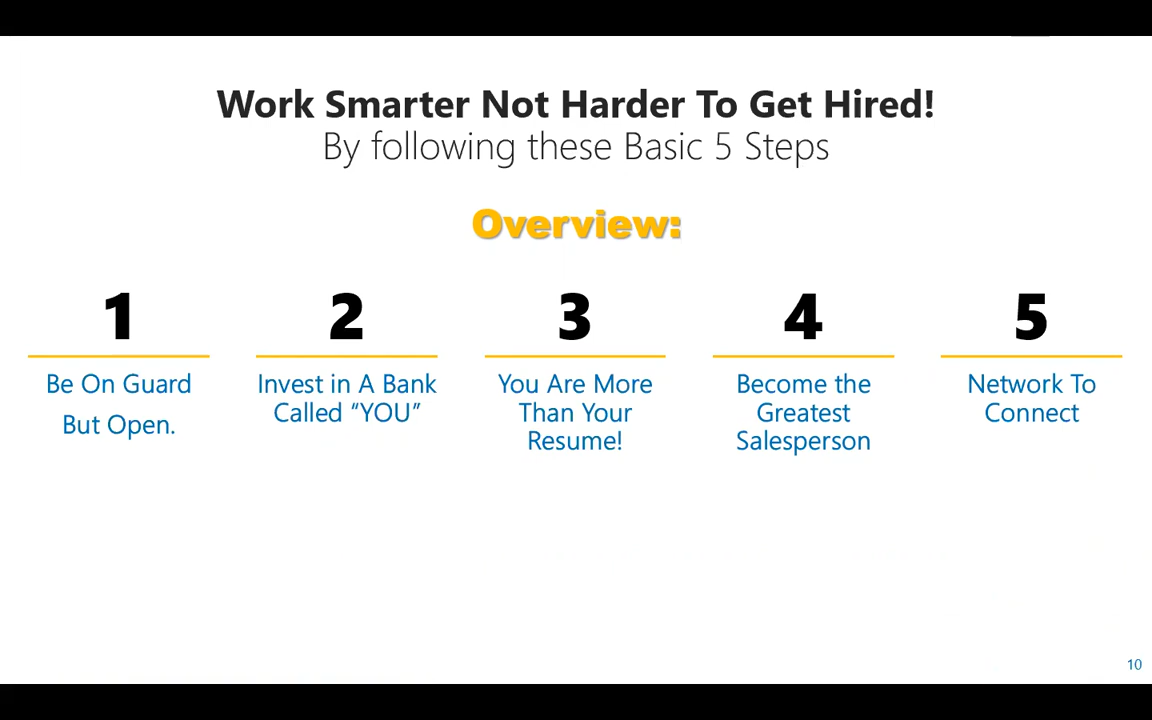 Work Smarter Not Harder To Get Hired!
By following these Basic 5 Steps
Overview:
1
Be On Guard
But Open.
2
Invest in A Bank
Called “YOU”
3
You Are More
Than Your
Resume!
4
Become the
Greatest
Salesperson
5
Network To
Connect
10